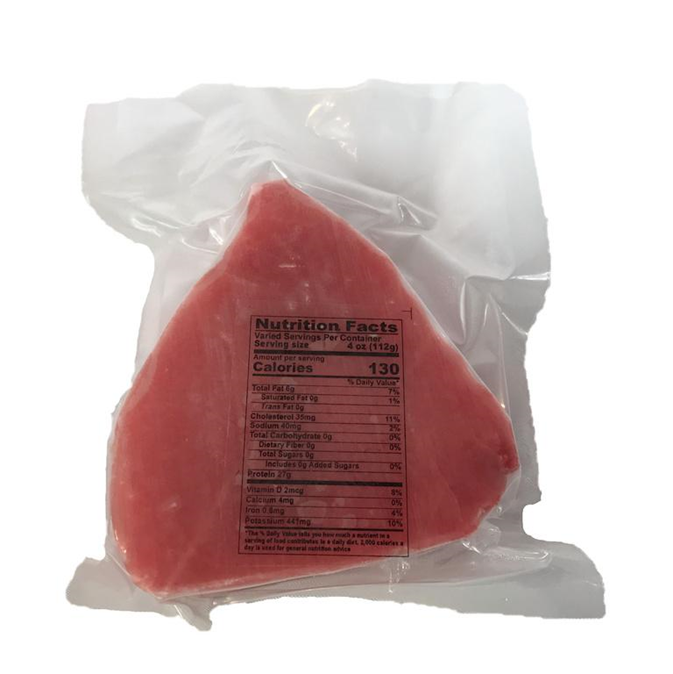 Nutrition Facts
Varied Servings Per Container
Serving size 4 oz (112g)
Amount per serving
Calories 130
% Daily Value*
Total Fat 6g 7%
Saturated Fat 0g 1%
Trans Fat 0g
Cholesterol 35mg 11%
Sodium 40mg 2%
Total Carbohydrate 0g 0%
Dietary Fiber 0g 0%
Total Sugars 0g
Includes 0g Added Sugars 0%
Protein 27g
Vitamin D 2mcg 8%
Calcium 4mg 0%
Iron 0.6mg 4%
Potassium 441mg 10%
*The % Daily Value tells you how much a nutrient in a
serving of food contributes to a daily diet. 2,000 calories a
day is used for general nutrition advice